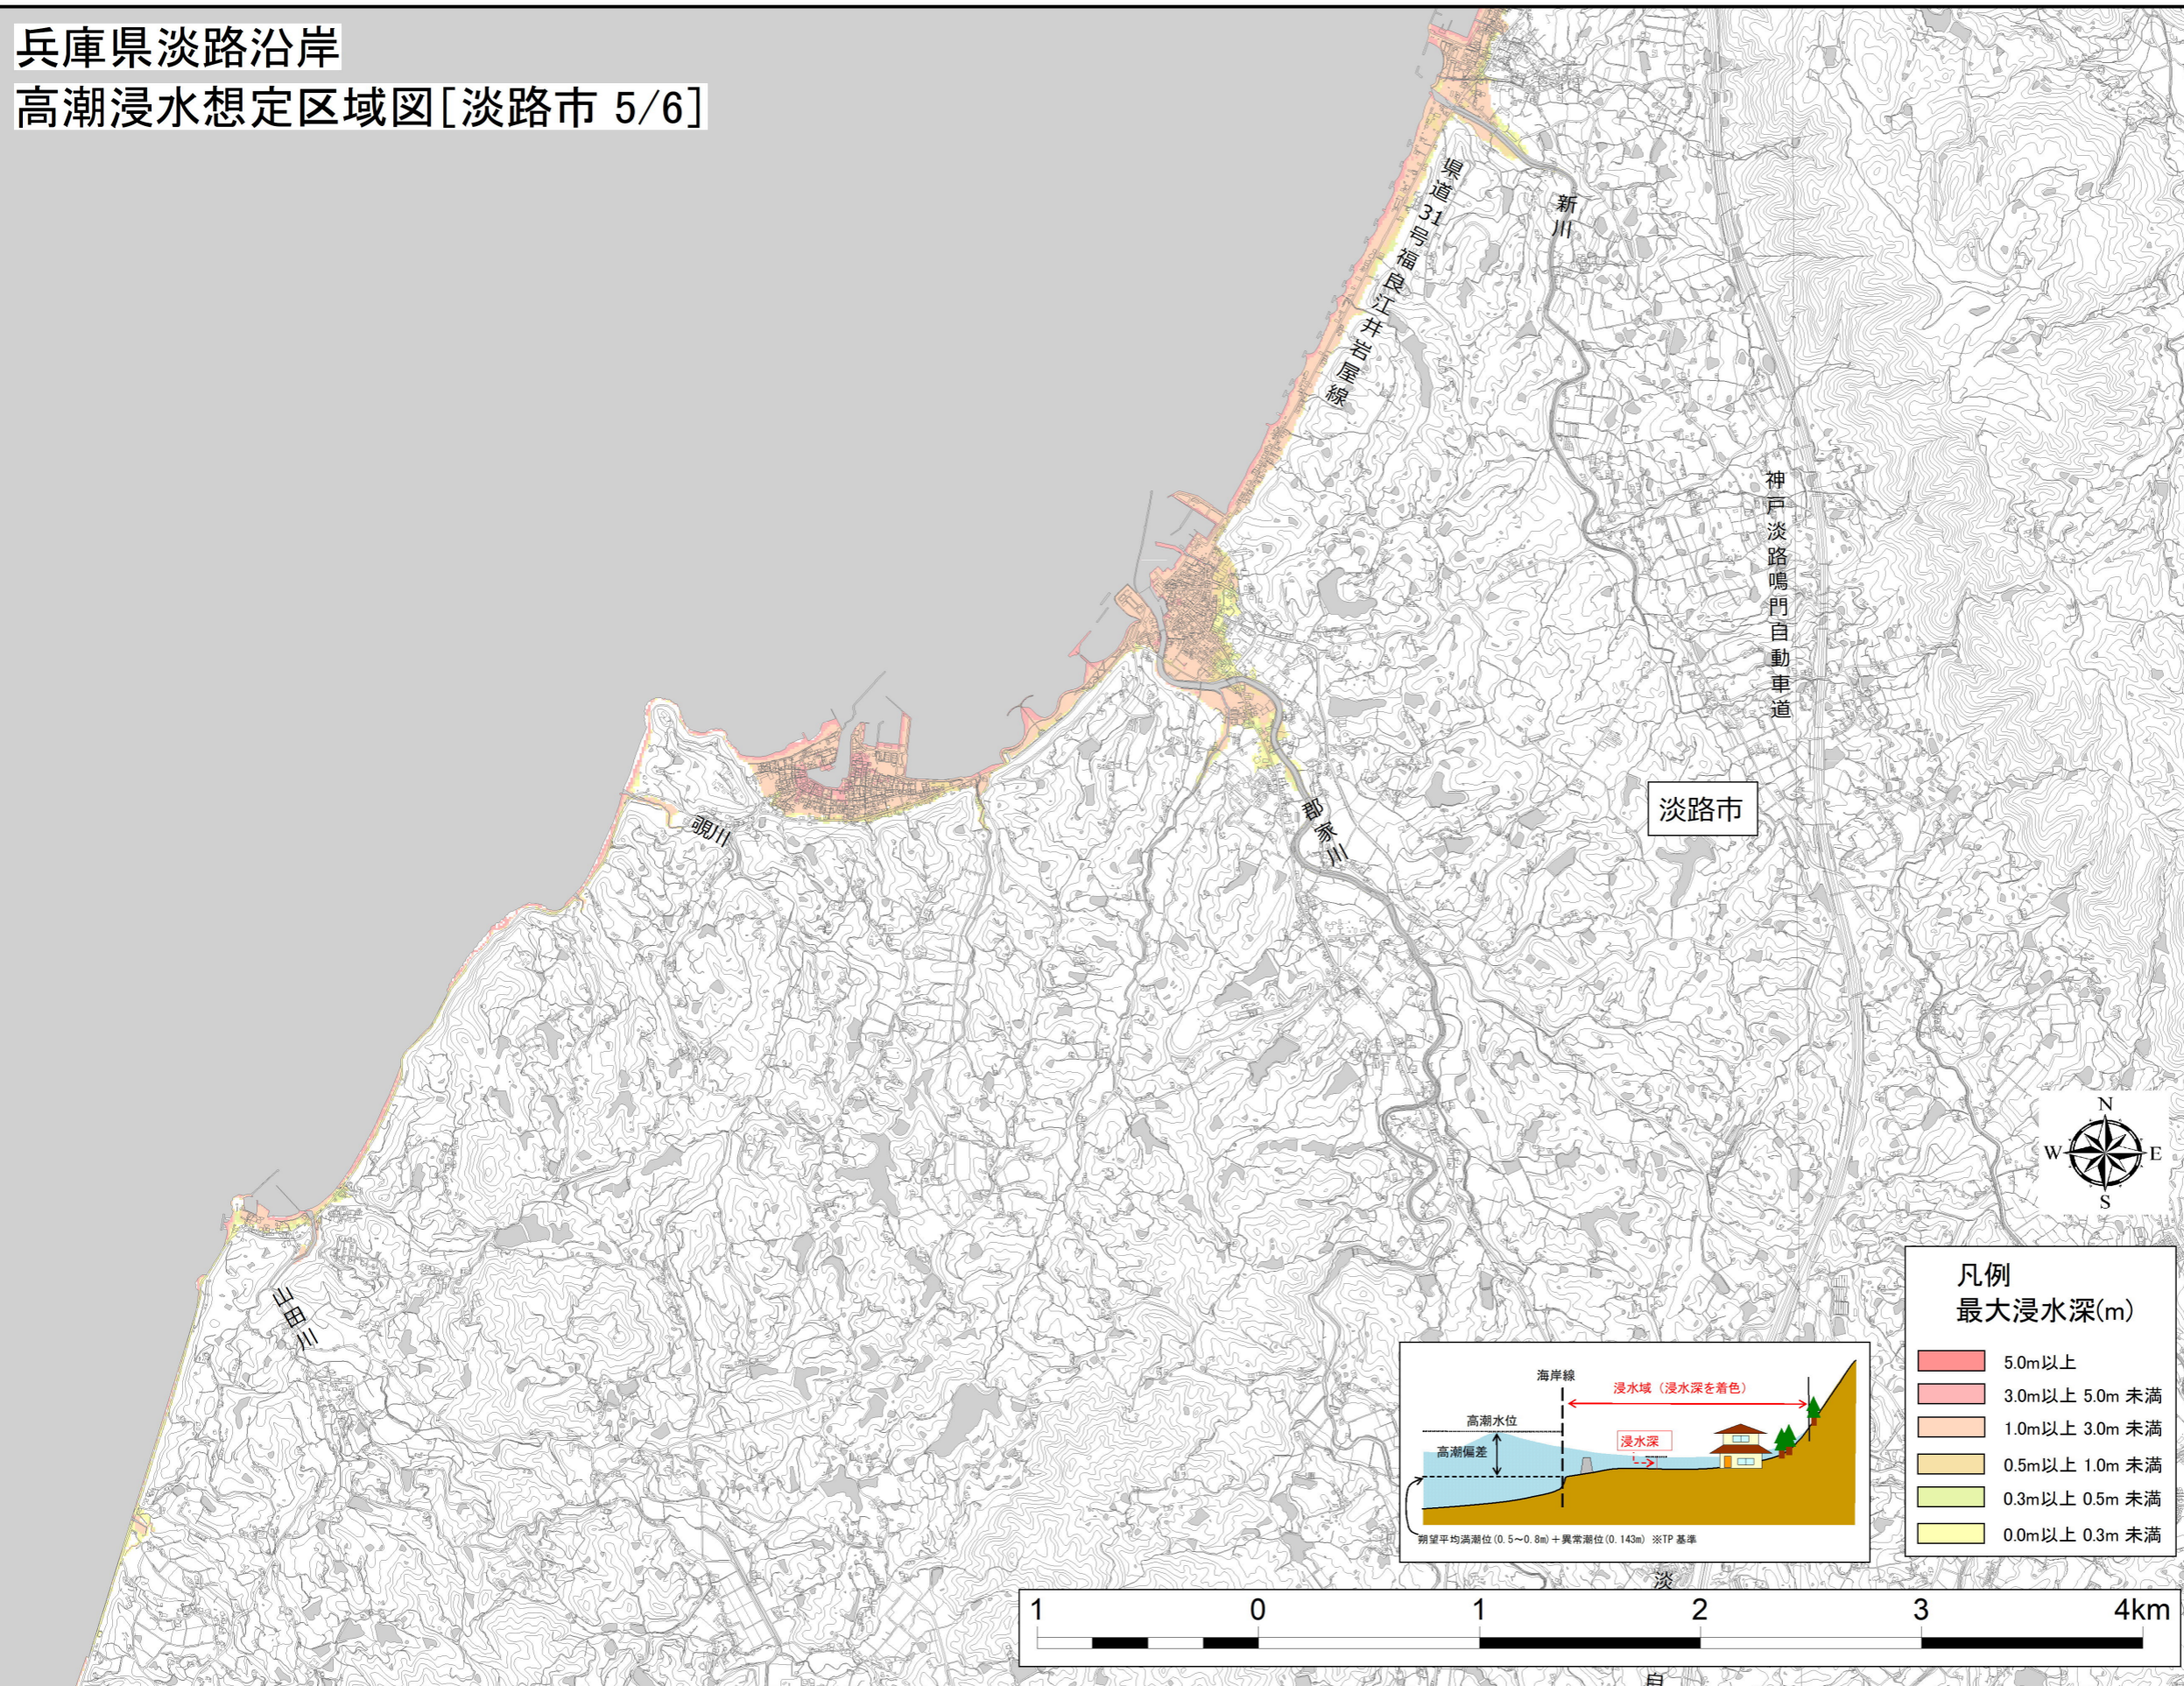 兵庫県淡路沿岸
高潮浸水想定区域図[淡路市 5/6]
県道31号福良江井岩屋線
新川
神戸淡路鳴門自動車道
淡路市
郡家川
山田川
N
W
E
S
凡例
最大浸水深(m)
5.0m以上
3.0m以上 5.0m 未満
1.0m以上 3.0m 未満
0.5m以上 1.0m 未満
0.3m以上 0.5m 未満
0.0m以上 0.3m 未満
海岸線
浸水域（浸水深を着色）
高潮水位
高潮偏差
浸水深
朔望平均満潮位(0.5～0.8m)＋異常潮位(0.143m) ※TP 基準
淡
1 0 1 2 3 4km